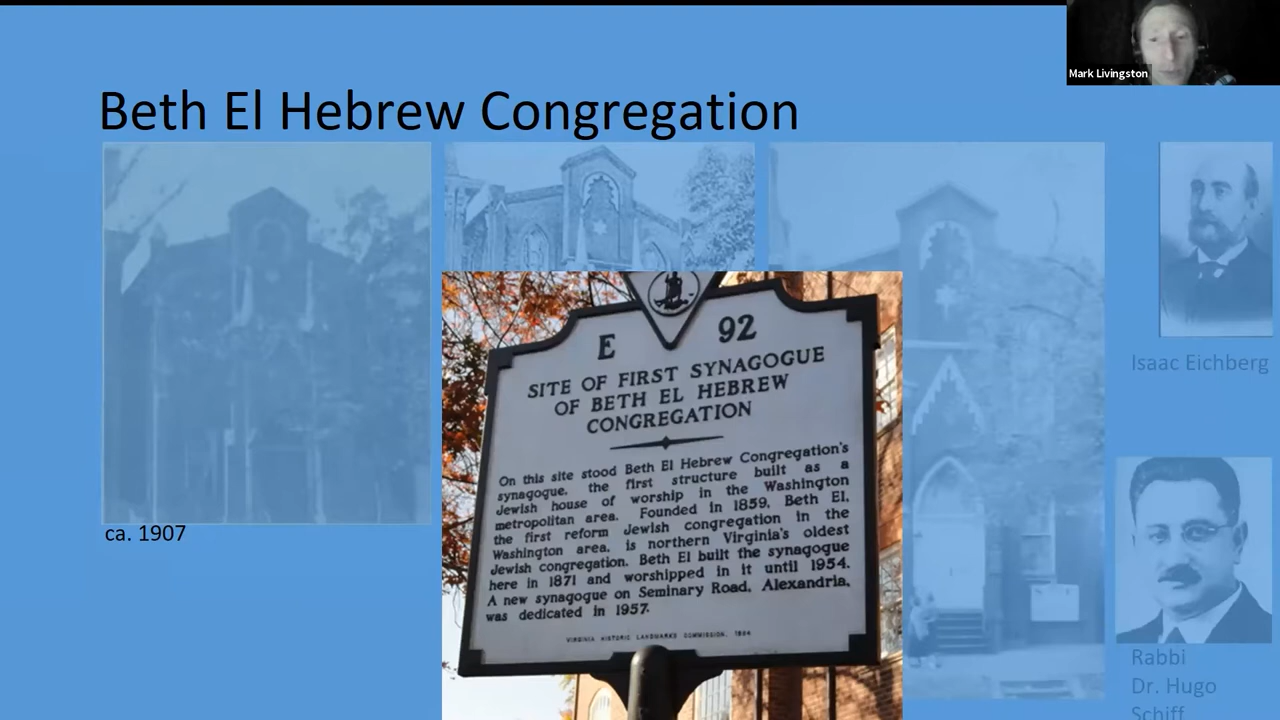 Mark Livingston
Beth El Hebrew Congregation
Isaac Eichberg
ca. 1907
E 92
SITE OF FIRST SYNAGOGUE
OF BETH EL HEBREW
CONGREGATION
On this site stood Beth El Hebrew Congregation's
synagogue, the first structure built as a
Jewish house of worship in the Washington
metropolitan area. Founded in 1859, Beth El,
the first reform Jewish congregation in the
Washington area, is northern Virginia's oldest
Jewish congregation. Beth El built the synagogue
here in 1871 and worshipped in it until 1954.
A new synagogue on Seminary Road, Alexandria,
was dedicated in 1957.
VIRGINIA HISTORIC LANDMARKS COMMISSION, 1984
Rabbi
Dr. Hugo
Schiff